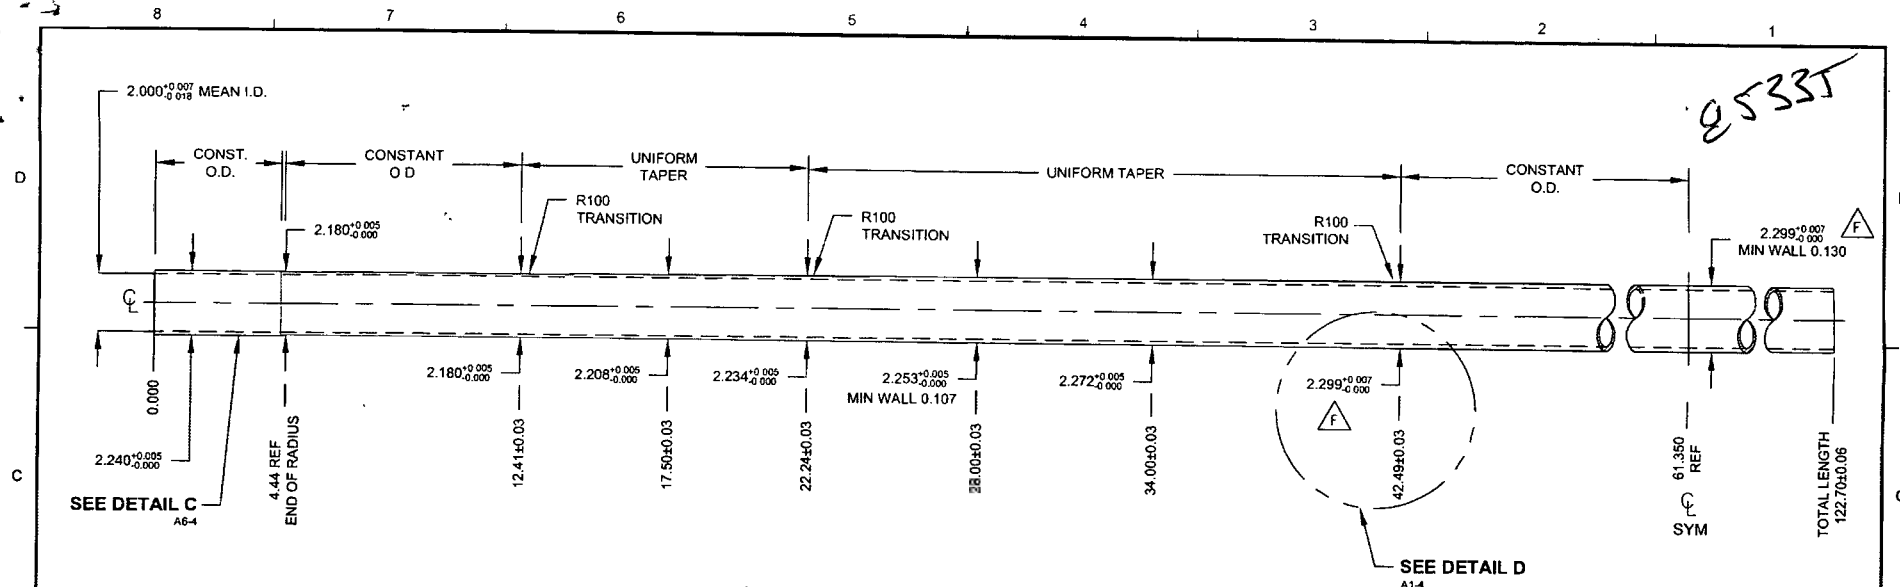 8 7 6 5 4 3 2 1
2.000 +0.007 -0.018 MEAN I.D.
CONST.
O.D.
CONSTANT
O D
UNIFORM
TAPER
UNIFORM TAPER
CONSTANT
O.D.
D
R100
TRANSITION
R100
TRANSITION
R100
TRANSITION
2.180 +0.005 -0.000
2.299 +0.007 -0.000
MIN WALL 0.130
F
CL
2.180 +0.005 -0.000
2.208 +0.005 -0.000
2.234 +0.005 -0.000
2.253 +0.005 -0.000
MIN WALL 0.107
2.272 +0.005 -0.000
2.299 +0.007 -0.000
F
0.000
2.240 +0.005 -0.000
4.44 REF
END OF RADIUS
12.41±0.03
17.50±0.03
22.24±0.03
28.00±0.03
34.00±0.03
42.49±0.03
61.350
REF
CL
SYM
TOTAL LENGTH
122.70±0.06
C
SEE DETAIL C
A6-4
SEE DETAIL D
A1-4